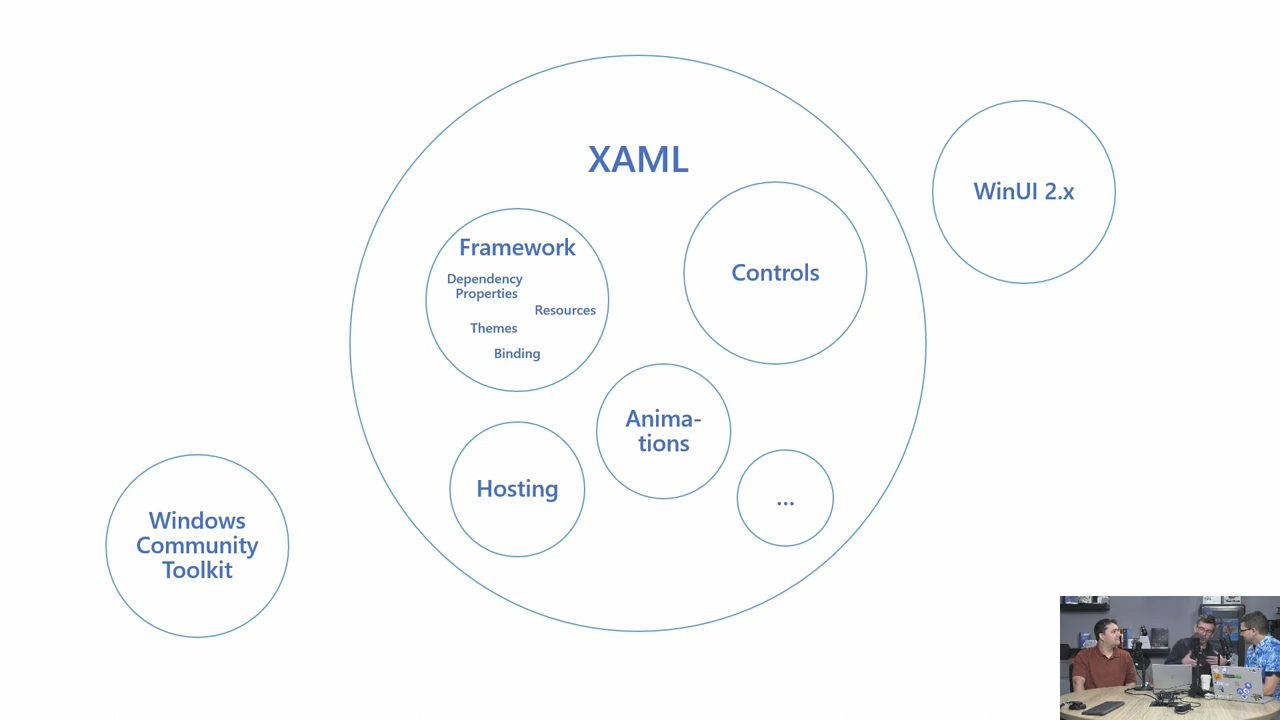 XAML
WinUI 2.x
Framework
Dependency
Properties
Resources
Themes
Binding
Controls
Anima-
tions
Hosting
...
Windows
Community
Toolkit